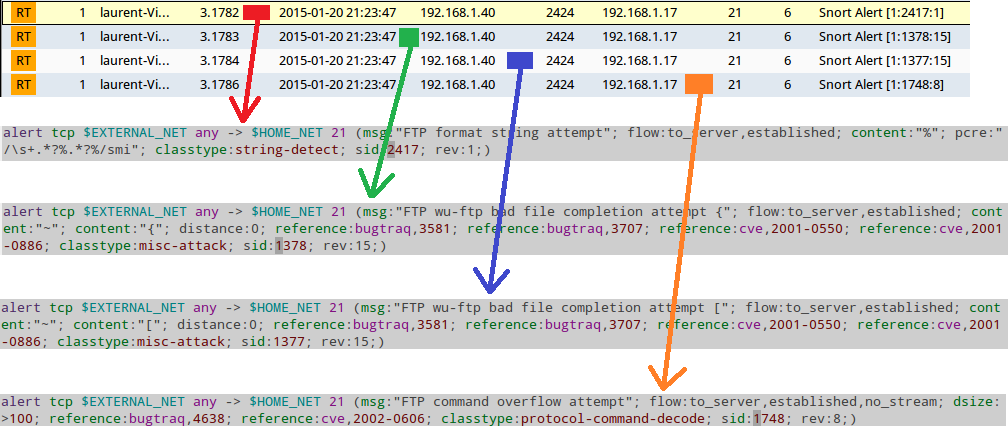 RT 1 laurent-Vi... 3.1782 2015-01-20 21:23:47 192.168.1.40 2424 192.168.1.17 21 6 Snort Alert [1:2417:1]
RT 1 laurent-Vi... 3.1783 2015-01-20 21:23:47 192.168.1.40 2424 192.168.1.17 21 6 Snort Alert [1:1378:15]
RT 1 laurent-Vi... 3.1784 2015-01-20 21:23:47 192.168.1.40 2424 192.168.1.17 21 6 Snort Alert [1:1377:15]
RT 1 laurent-Vi... 3.1786 2015-01-20 21:23:47 192.168.1.40 2424 192.168.1.17 21 6 Snort Alert [1:1748:8]
alert tcp $EXTERNAL_NET any -> $HOME_NET 21 (msg:"FTP format string attempt"; flow:to_server,established; content:"%"; pcre:"
/\s+.*?%.*?%/smi"; classtype:string-detect; sid:2417; rev:1;)
alert tcp $EXTERNAL_NET any -> $HOME_NET 21 (msg:"FTP wu-ftp bad file completion attempt {"; flow:to_server,established; cont
ent:"~"; content:"{"; distance:0; reference:bugtraq,3581; reference:bugtraq,3707; reference:cve,2001-0550; reference:cve,2001
-0886; classtype:misc-attack; sid:1378; rev:15;)
alert tcp $EXTERNAL_NET any -> $HOME_NET 21 (msg:"FTP wu-ftp bad file completion attempt ["; flow:to_server,established; cont
ent:"~"; content:"["; distance:0; reference:bugtraq,3581; reference:bugtraq,3707; reference:cve,2001-0550; reference:cve,2001
-0886; classtype:misc-attack; sid:1377; rev:15;)
alert tcp $EXTERNAL_NET any -> $HOME_NET 21 (msg:"FTP command overflow attempt"; flow:to_server,established,no_stream; dsize:
>100; reference:bugtraq,4638; reference:cve,2002-0606; classtype:protocol-command-decode; sid:1748; rev:8;)